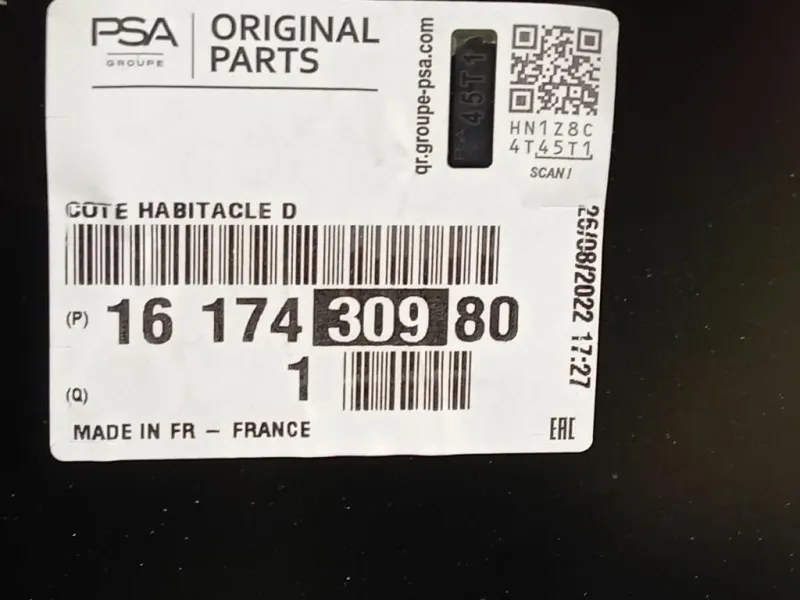 PSA
GROUPE
ORIGINAL
PARTS
qr.groupe-psa.com
PSA 45T1
HN1Z8C
4T45T1
SCAN!
COTE HABITACLE D
(P) 16 174 309 80
(Q) 1
MADE IN FR – FRANCE
EAC
26/08/2022 17:27